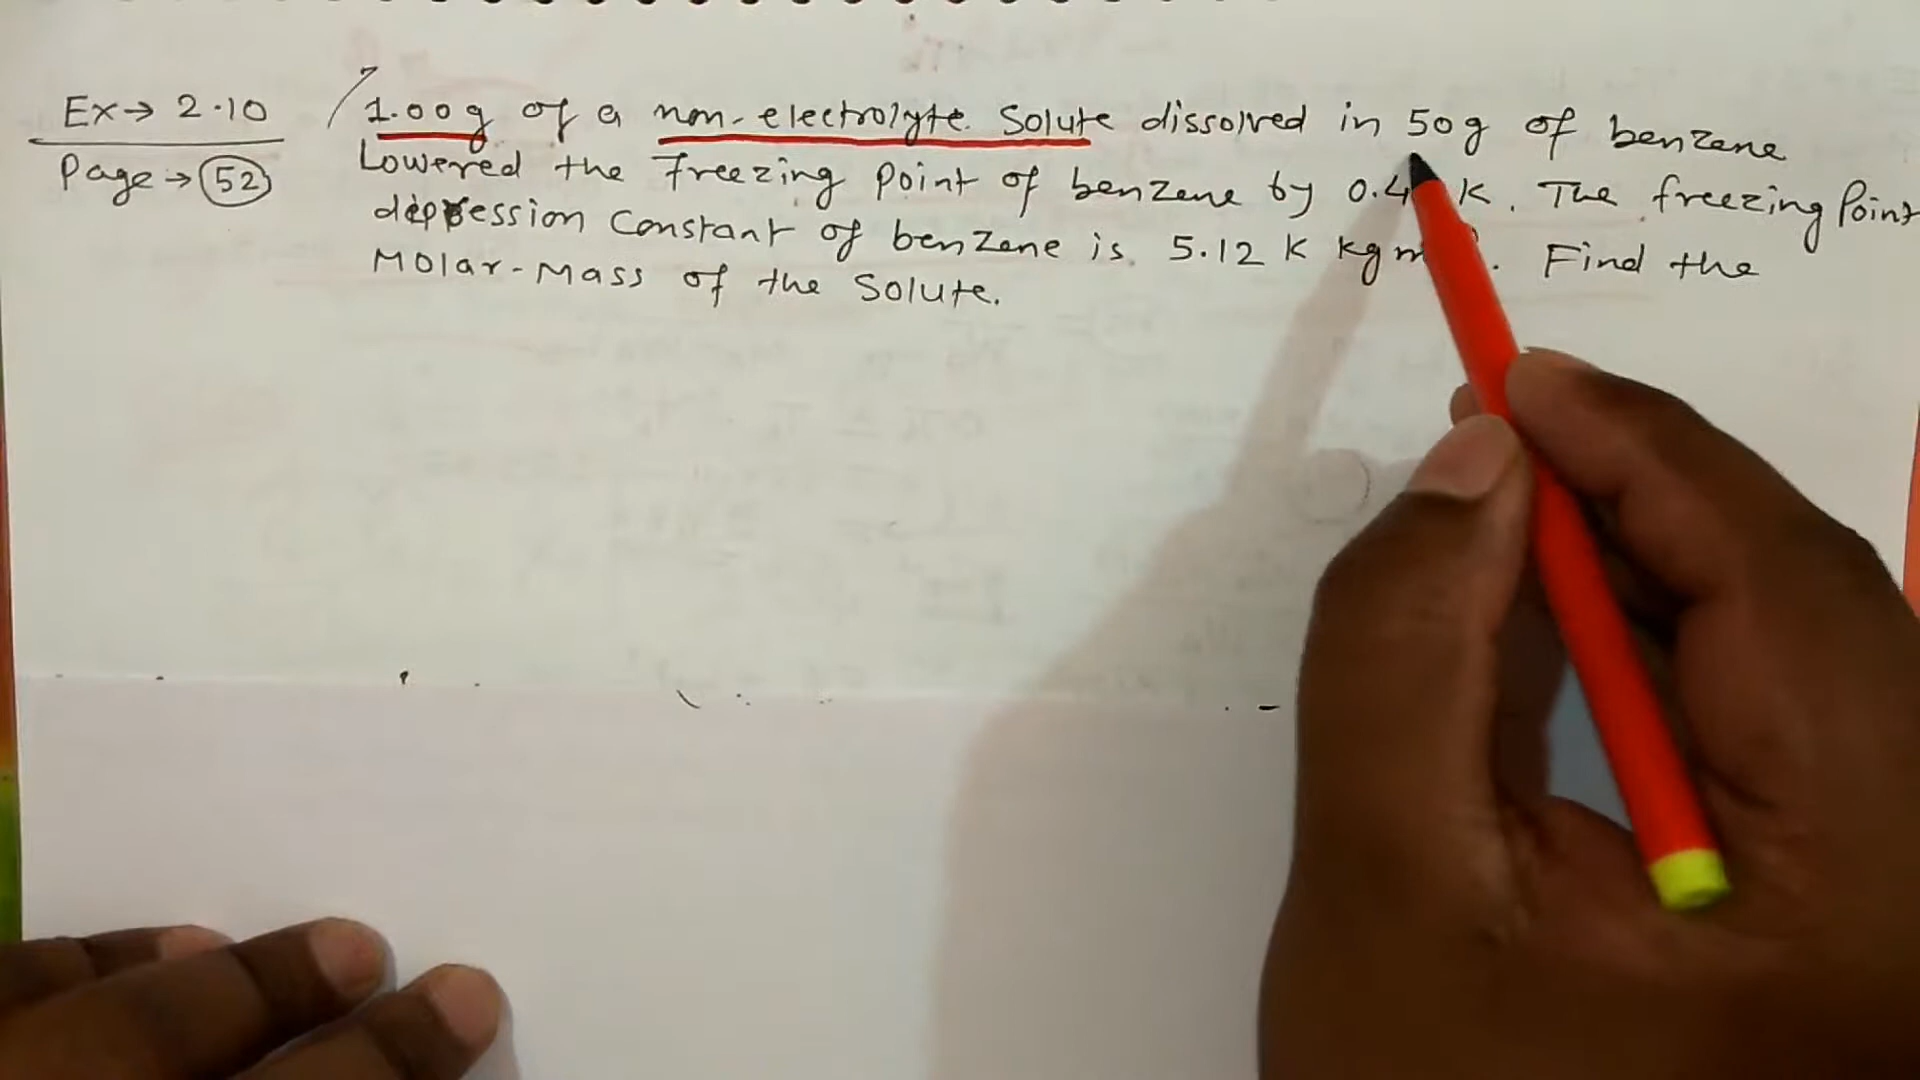 Ex→ 2.10
Page→ 52
1.00g of a non-electrolyte Solute dissolved in 50g of benzene
Lowered the freezing Point of benzene by 0.4 K. The freezing Point
depression Constant of benzene is 5.12 K kg m . Find the
Molar-Mass of the Solute.